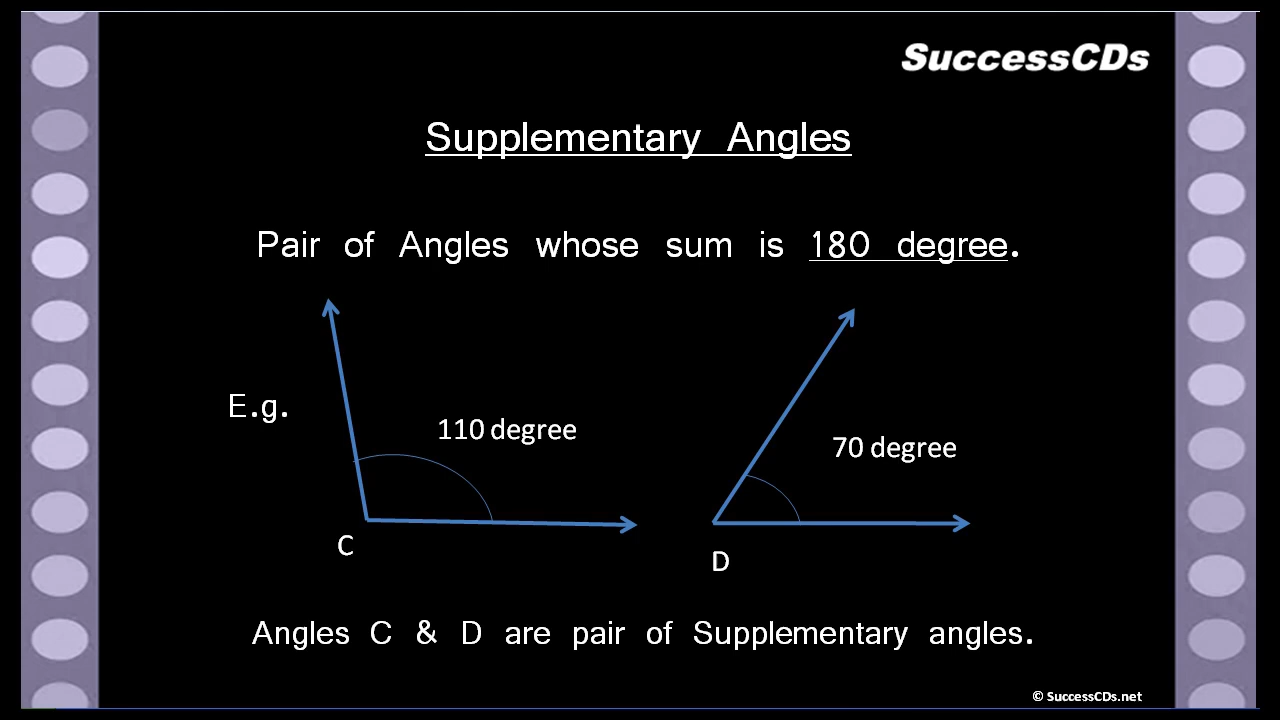 SuccessCDs
Supplementary Angles
Pair of Angles whose sum is 180 degree.
E.g.
110 degree
70 degree
C
D
Angles C & D are pair of Supplementary angles.
© SuccessCDs.net